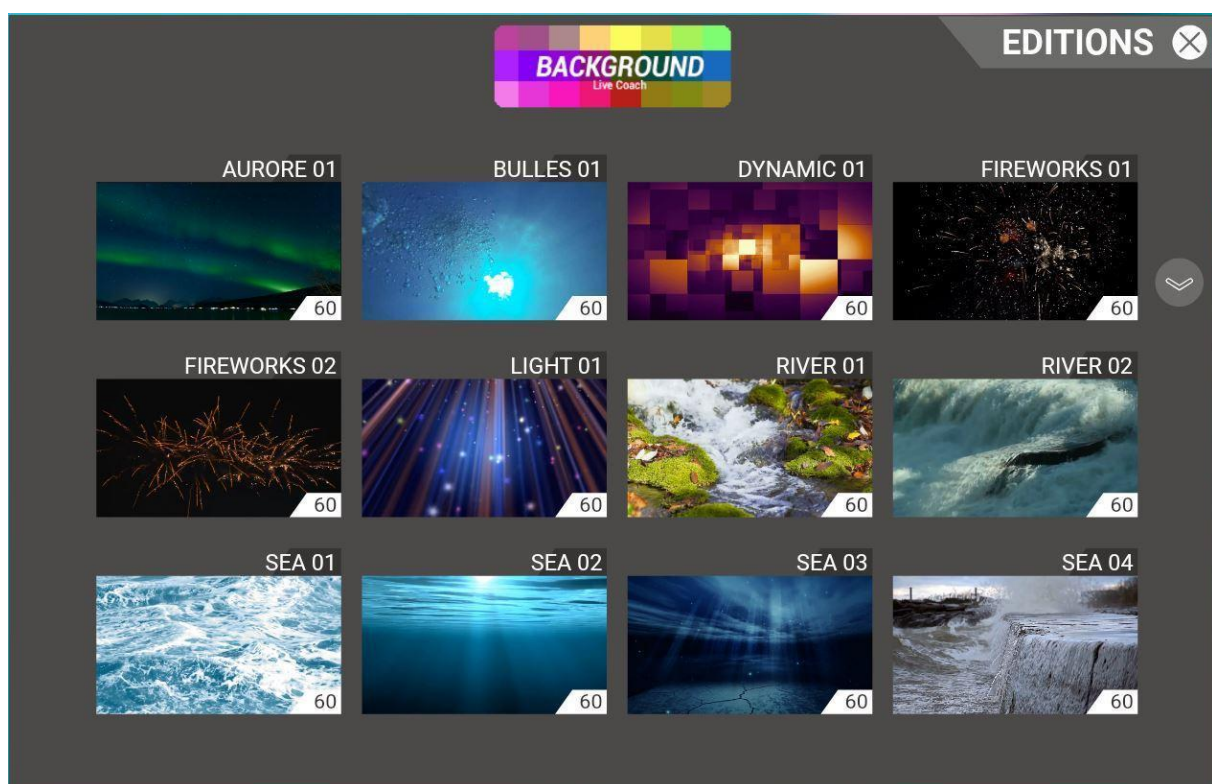 EDITIONS
BACKGROUND
Live Coach
AURORE 01
BULLES 01
DYNAMIC 01
FIREWORKS 01
60
60
60
60
FIREWORKS 02
LIGHT 01
RIVER 01
RIVER 02
60
60
60
60
SEA 01
SEA 02
SEA 03
SEA 04
60
60
60
60